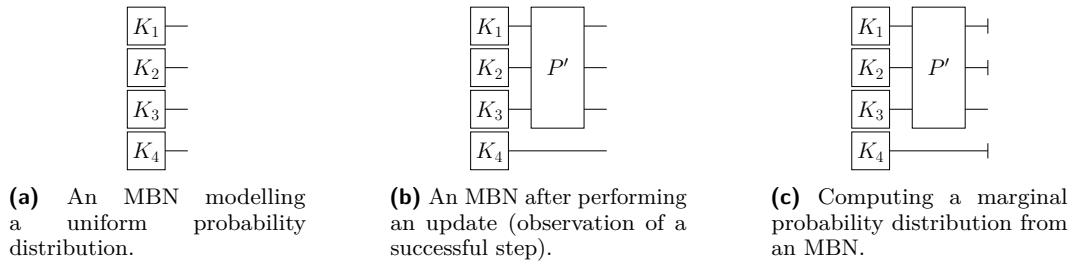 K1
K2
K3
K4
(a) An MBN modelling
a uniform probability
distribution.
K1
K2
K3
K4
P′
(b) An MBN after performing
an update (observation of a
successful step).
K1
K2
K3
K4
P′
(c) Computing a marginal
probability distribution from
an MBN.